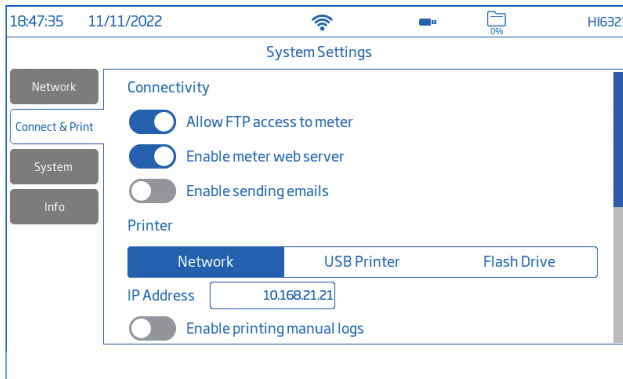 18:47:35 11/11/2022 0% HI6321
System Settings
Network
Connect & Print
System
Info
Connectivity
Allow FTP access to meter
Enable meter web server
Enable sending emails
Printer
Network USB Printer Flash Drive
IP Address 10.168.21.21
Enable printing manual logs